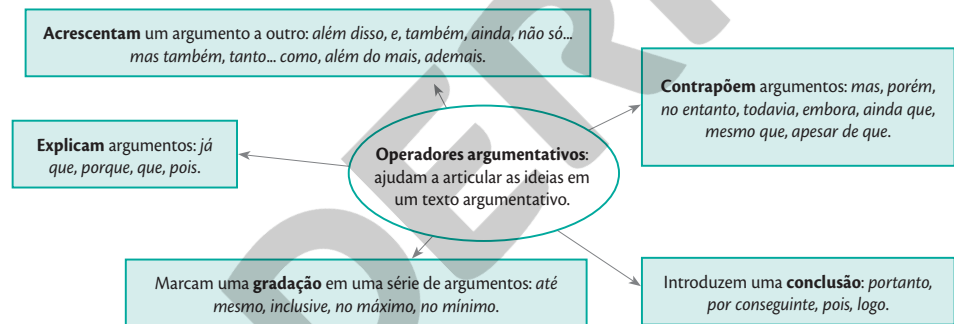 Acrescentam um argumento a outro: além disso, e, também, ainda, não só...
mas também, tanto... como, além do mais, ademais.
Contrapõem argumentos: mas, porém,
no entanto, todavia, embora, ainda que,
mesmo que, apesar de que.
Explicam argumentos: já
que, porque, que, pois.
Operadores argumentativos:
ajudam a articular as ideias em
um texto argumentativo.
Marcam uma gradação em uma série de argumentos: até
mesmo, inclusive, no máximo, no mínimo.
Introduzem uma conclusão: portanto,
por conseguinte, pois, logo.